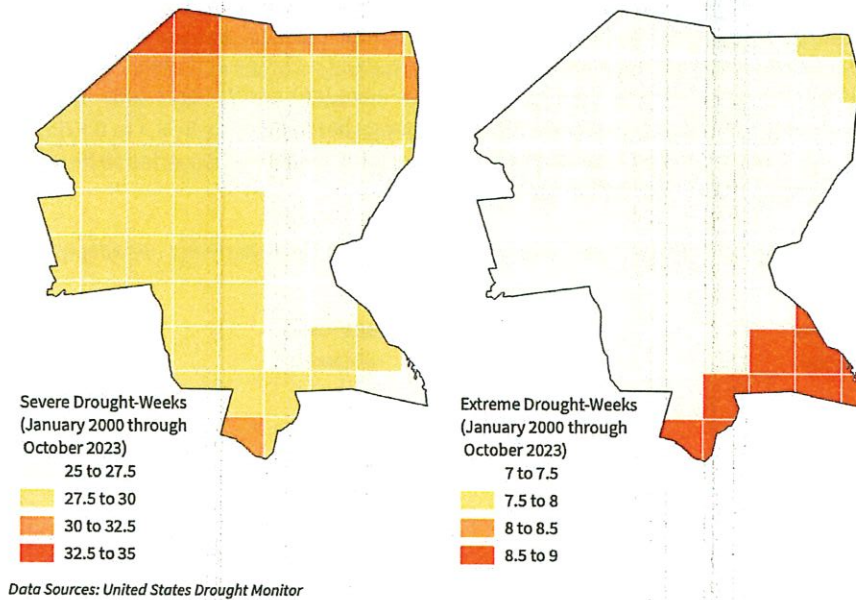 Severe Drought-Weeks
(January 2000 through
October 2023)
25 to 27.5
27.5 to 30
30 to 32.5
32.5 to 35
Extreme Drought-Weeks
(January 2000 through
October 2023)
7 to 7.5
7.5 to 8
8 to 8.5
8.5 to 9
Data Sources: United States Drought Monitor